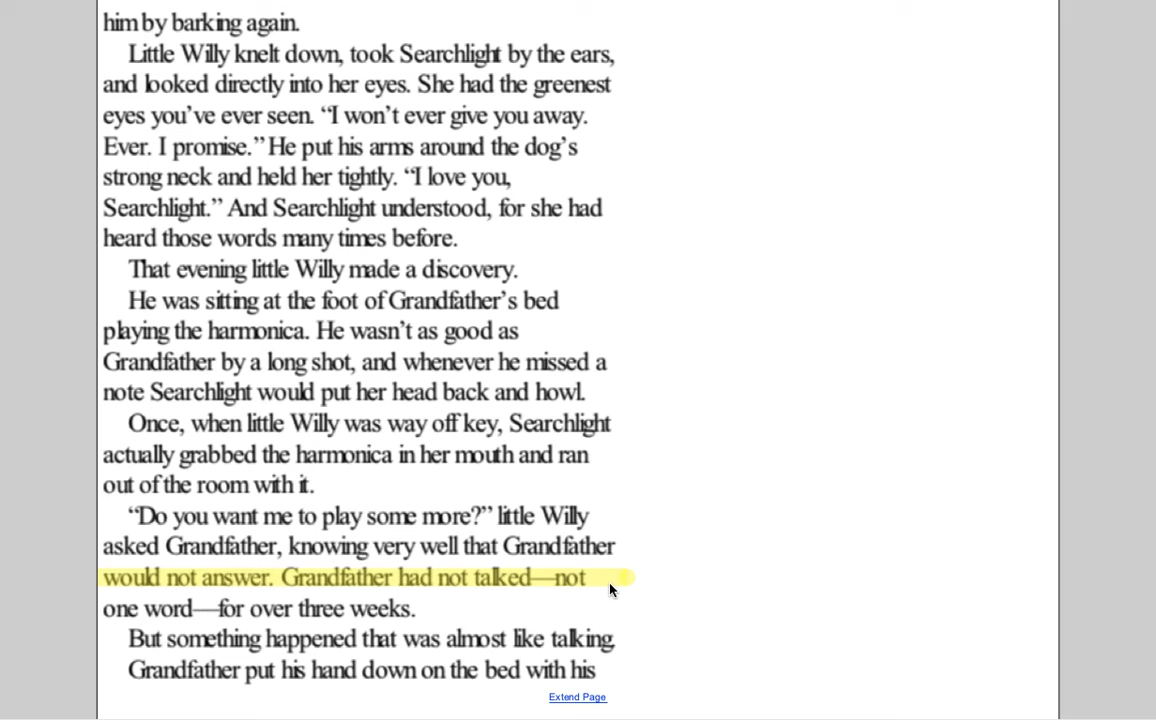 him by barking again.
Little Willy knelt down, took Searchlight by the ears,
and looked directly into her eyes. She had the greenest
eyes you’ve ever seen. “I won’t ever give you away.
Ever. I promise.” He put his arms around the dog’s
strong neck and held her tightly. “I love you,
Searchlight.” And Searchlight understood, for she had
heard those words many times before.
That evening little Willy made a discovery.
He was sitting at the foot of Grandfather’s bed
playing the harmonica. He wasn’t as good as
Grandfather by a long shot, and whenever he missed a
note Searchlight would put her head back and howl.
Once, when little Willy was way off key, Searchlight
actually grabbed the harmonica in her mouth and ran
out of the room with it.
“Do you want me to play some more?” little Willy
asked Grandfather, knowing very well that Grandfather
would not answer. Grandfather had not talked—not
one word—for over three weeks.
But something happened that was almost like talking.
Grandfather put his hand down on the bed with his
Extend Page